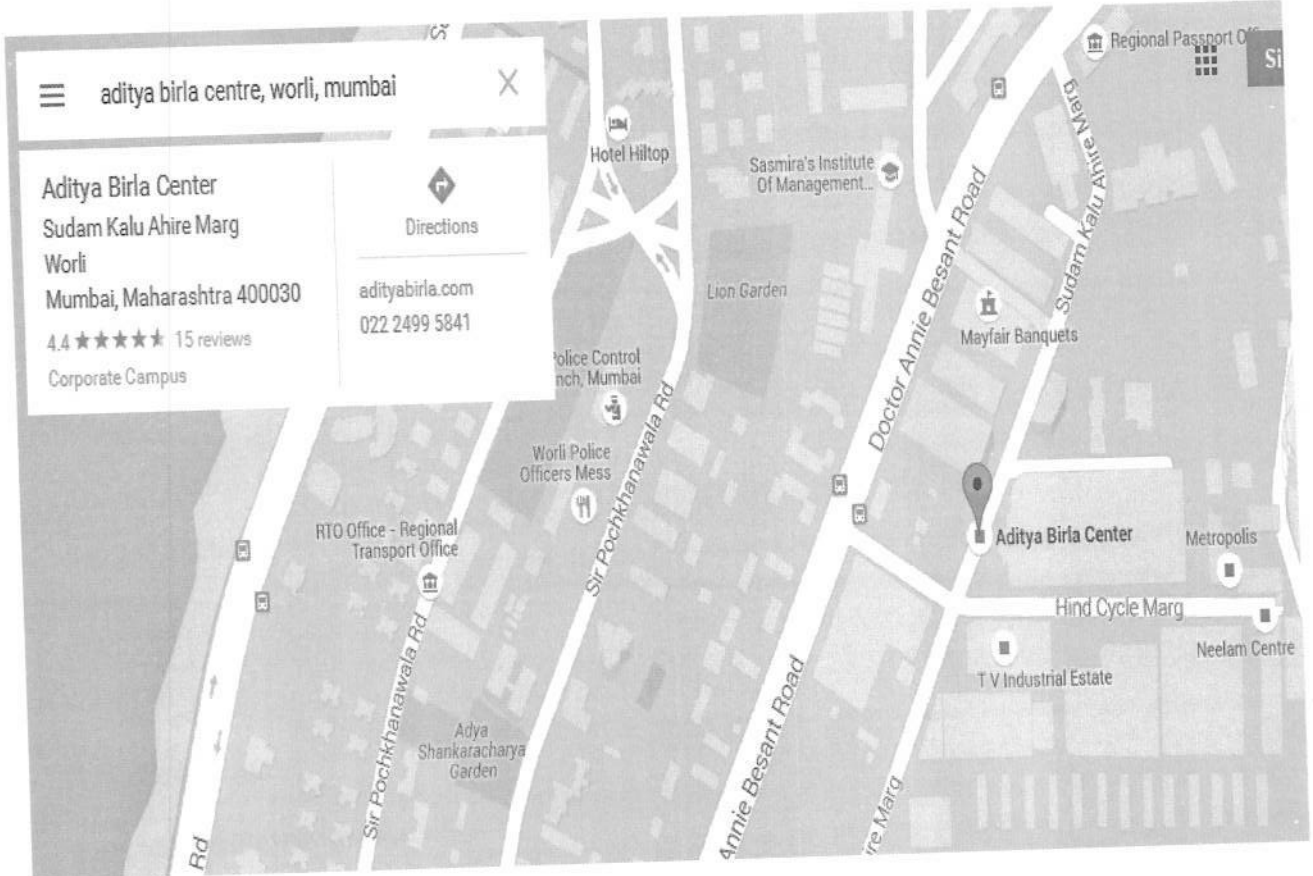 aditya birla centre, worli, mumbai
Aditya Birla Center
Sudam Kalu Ahire Marg
Worli
Mumbai, Maharashtra 400030
4.4 ★★★★★ 15 reviews
Corporate Campus
Directions
adityabirla.com
022 2499 5841
Hotel Hiltop
Sasmira's Institute
Of Management...
Regional Passport
Si
Sudam Kalu Ahire Marg
Lion Garden
Doctor Annie Besant Road
Mayfair Banquets
Police Control
nch, Mumbai
Worli Police
Officers Mess
Sir Pochkhanawala Rd
RTO Office - Regional
Transport Office
Aditya Birla Center
Metropolis
Hind Cycle Marg
Neelam Centre
T V Industrial Estate
Adya
Shankaracharya
Garden
Sir Pochkhanawala Rd
Annie Besant Road
ire Marg
Rd